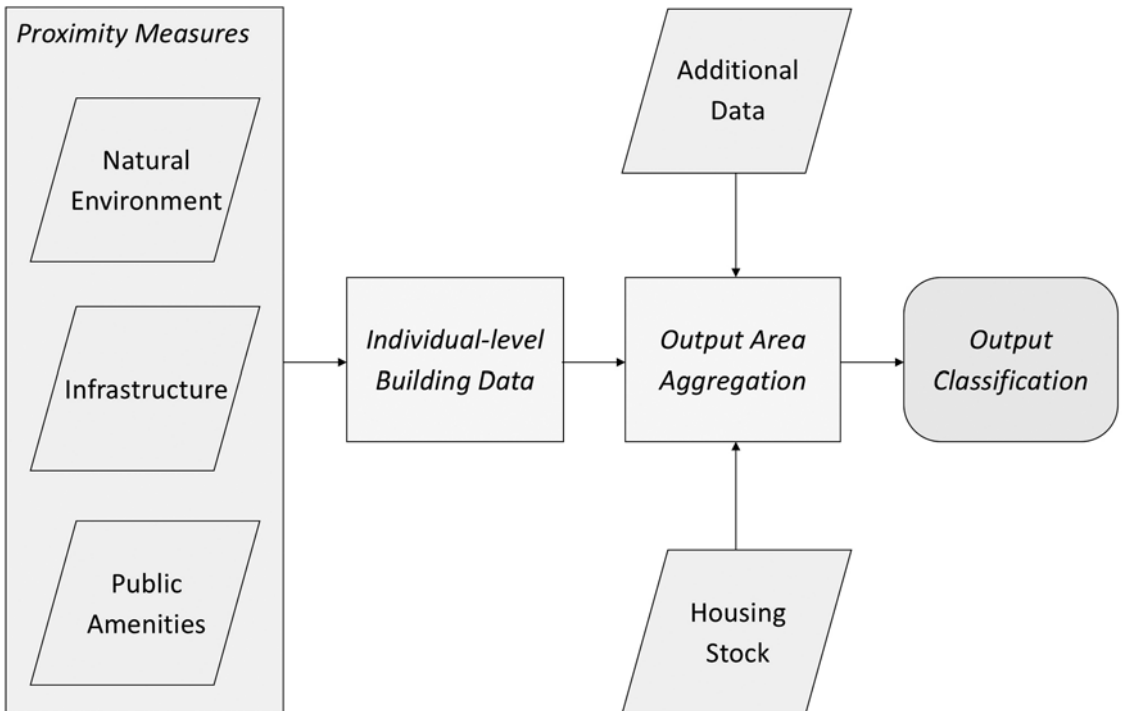 Proximity Measures
Natural
Environment
Infrastructure
Public
Amenities
Individual-level
Building Data
Additional
Data
Output Area
Aggregation
Housing
Stock
Output
Classification